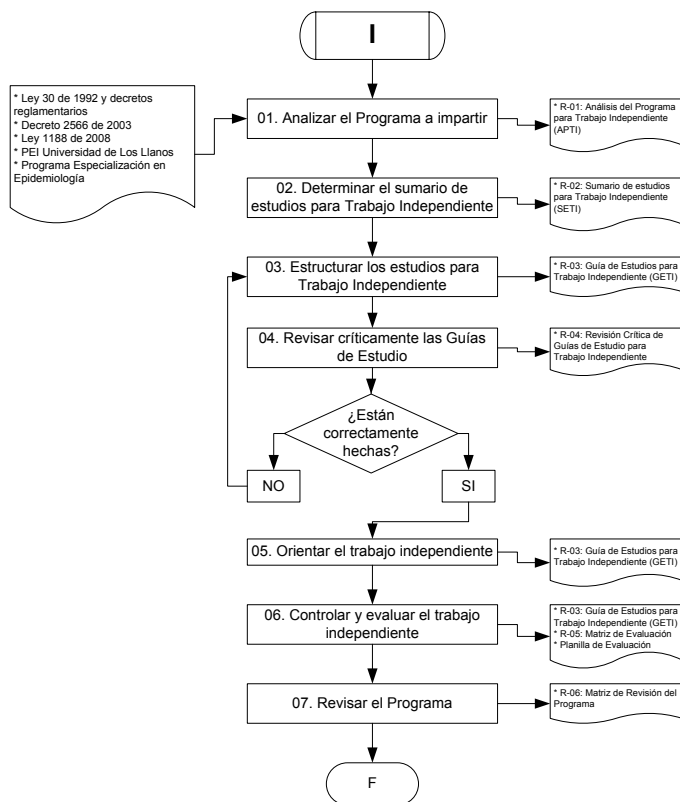 I
* Ley 30 de 1992 y decretos
reglamentarios
* Decreto 2566 de 2003
* Ley 1188 de 2008
* PEI Universidad de Los Llanos
* Programa Especialización en
Epidemiología
01. Analizar el Programa a impartir
* R-01: Análisis del Programa
para Trabajo Independiente
(APTI)
02. Determinar el sumario de
estudios para Trabajo Independiente
* R-02: Sumario de estudios
para Trabajo Independiente
(SETI)
03. Estructurar los estudios para
Trabajo Independiente
* R-03: Guía de Estudios para
Trabajo Independiente (GETI)
04. Revisar críticamente las Guías
de Estudio
* R-04: Revisión Crítica de
Guías de Estudio para
Trabajo Independiente
¿Están
correctamente
hechas?
NO
SI
05. Orientar el trabajo independiente
* R-03: Guía de Estudios para
Trabajo Independiente (GETI)
06. Controlar y evaluar el trabajo
independiente
* R-03: Guía de Estudios para
Trabajo Independiente (GETI)
* R-05: Matriz de Evaluación
* Planilla de Evaluación
07. Revisar el Programa
* R-06: Matriz de Revisión del
Programa
F